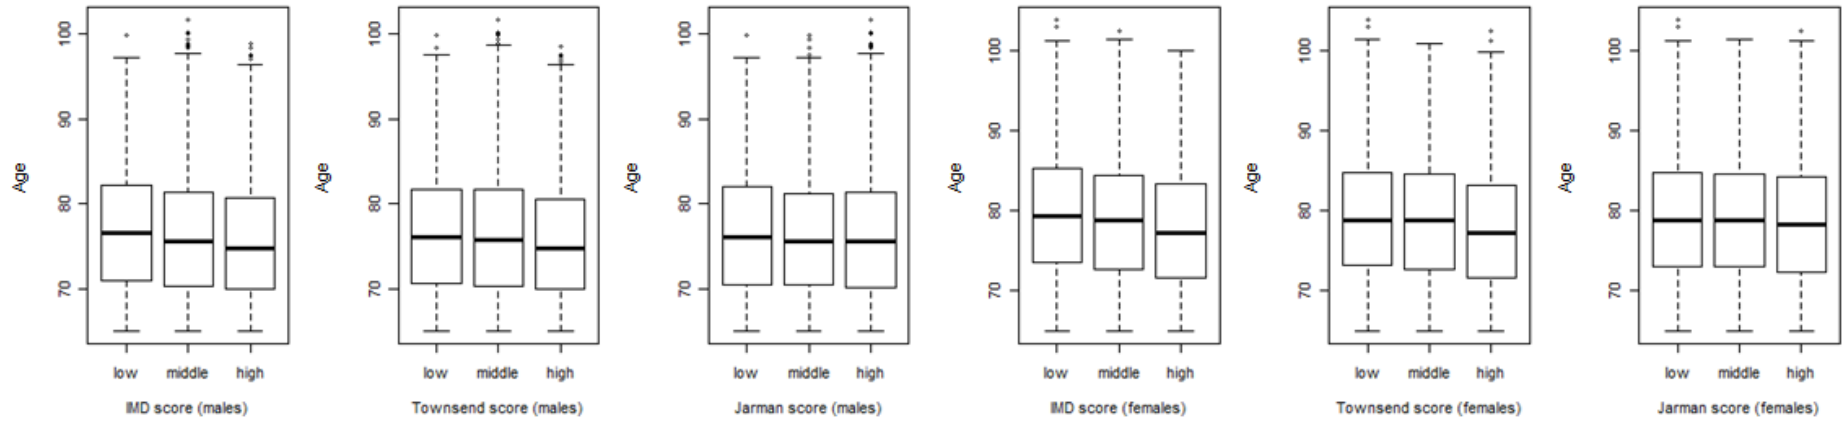 Age
100
90
80
70
low middle high
IMD score (males)
Age
100
90
80
70
low middle high
Townsend score (males)
Age
100
90
80
70
low middle high
Jarman score (males)
Age
100
90
80
70
low middle high
IMD score (females)
Age
100
90
80
70
low middle high
Townsend score (females)
Age
100
90
80
70
low middle high
Jarman score (females)